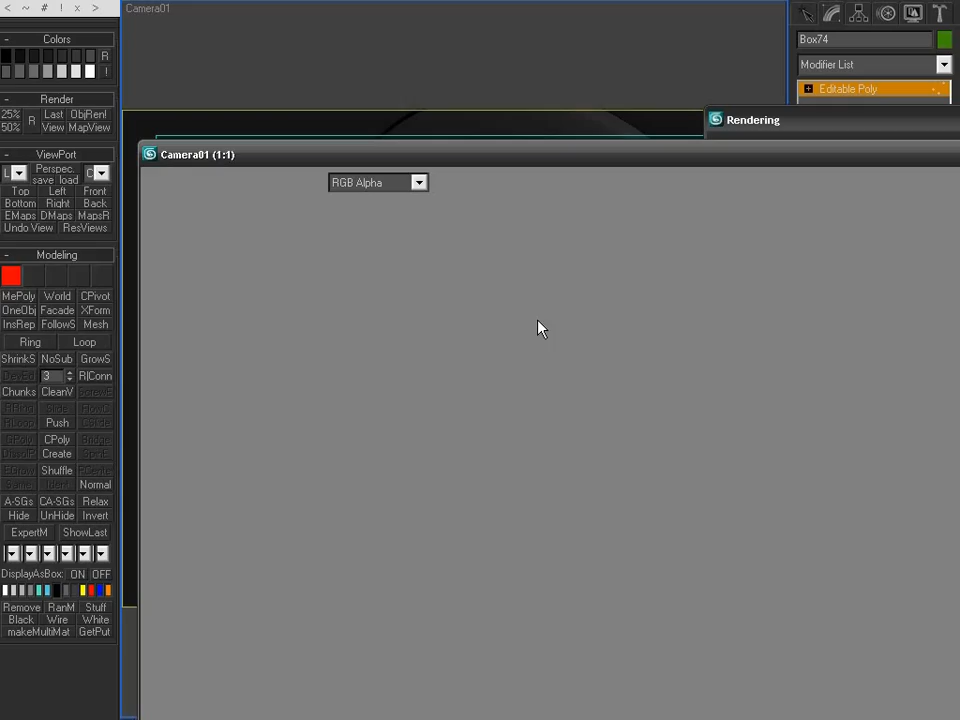 < ~ # ! x >
Camera01
- Colors
R
!
- Render
25% Last ObjRen!
50% R View MapView
- ViewPort
L Perspec. C
save load
Top Left Front
Bottom Right Back
EMaps DMaps MapsR
Undo View ResViews
- Modeling
MePoly World CPivot
OneObj Facade XForm
InsRep FollowS Mesh
Ring Loop
ShrinkS NoSub GrowS
3 R|Conn
Chunks CleanV
Push
CPoly
Create
Shuffle
Normal
A-SGs CA-SGs Relax
Hide UnHide Invert
ExpertM ShowLast
DisplayAsBox: ON OFF
Remove RanM Stuff
Black Wire White
makeMultiMat GetPut
Box74
Modifier List
Editable Poly
Rendering
Camera01 (1:1)
RGB Alpha